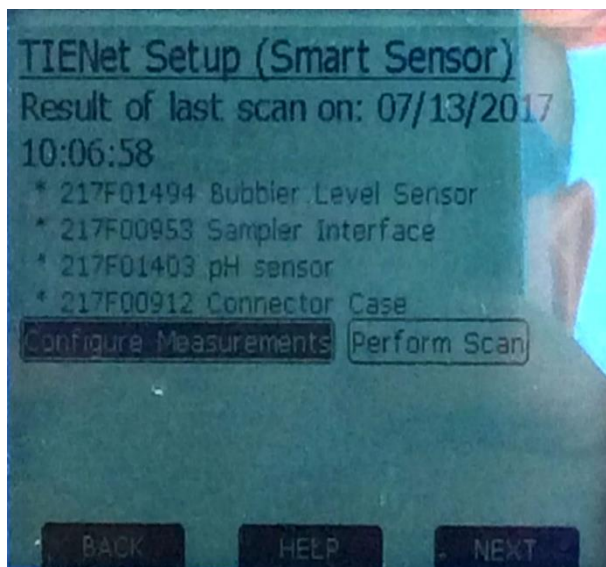 TIENet Setup (Smart Sensor)
Result of last scan on: 07/13/2017
10:06:58
* 217F01494 Bubbler Level Sensor
* 217F00953 Sampler Interface
* 217F01403 pH sensor
* 217F00912 Connector Case
Configure Measurements Perform Scan
BACK HELP NEXT